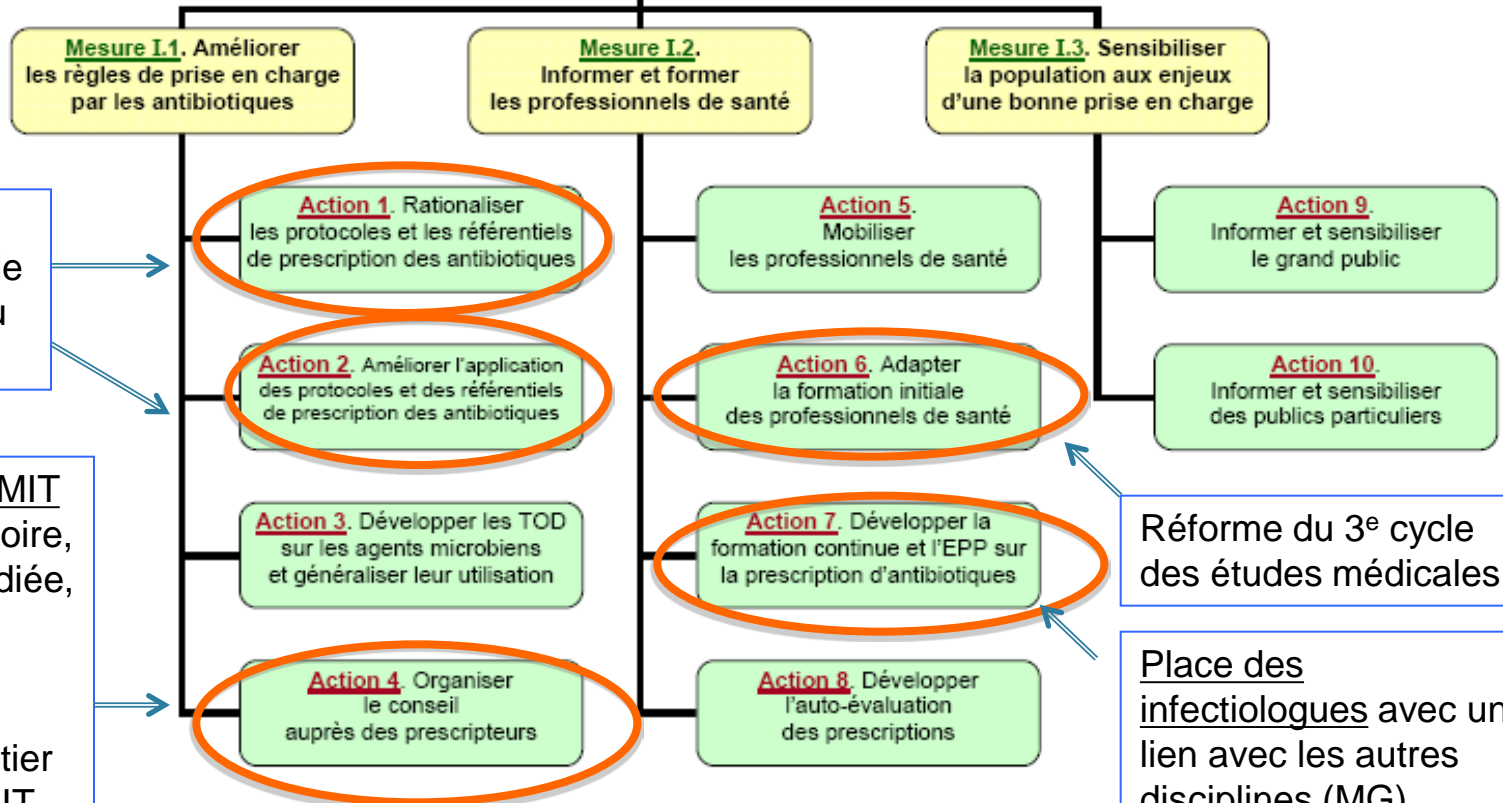 Mesure I.1. Améliorer
les règles de prise en charge
par les antibiotiques
Mesure I.2.
Informer et former
les professionnels de santé
Mesure I.3. Sensibiliser
la population aux enjeux
d'une bonne prise en charge
Action 1. Rationaliser
les protocoles et les référentiels
de prescription des antibiotiques
Action 2. Améliorer l'application
des protocoles et des référentiels
de prescription des antibiotiques
Action 3. Développer les TOD
sur les agents microbiens
et généraliser leur utilisation
Action 4. Organiser
le conseil
auprès des prescripteurs
Action 5.
Mobiliser
les professionnels de santé
Action 6. Adapter
la formation initiale
des professionnels de santé
Action 7. Développer la
formation continue et l'EPP sur
la prescription d'antibiotiques
Action 8. Développer
l'auto-évaluation
des prescriptions
Action 9.
Informer et sensibiliser
le grand public
Action 10.
Informer et sensibiliser
des publics particuliers
MIT
oire,
diée,
tier
Réforme du 3e cycle
des études médicales
Place des
infectiologues avec un
lien avec les autres
disciplines (MG)